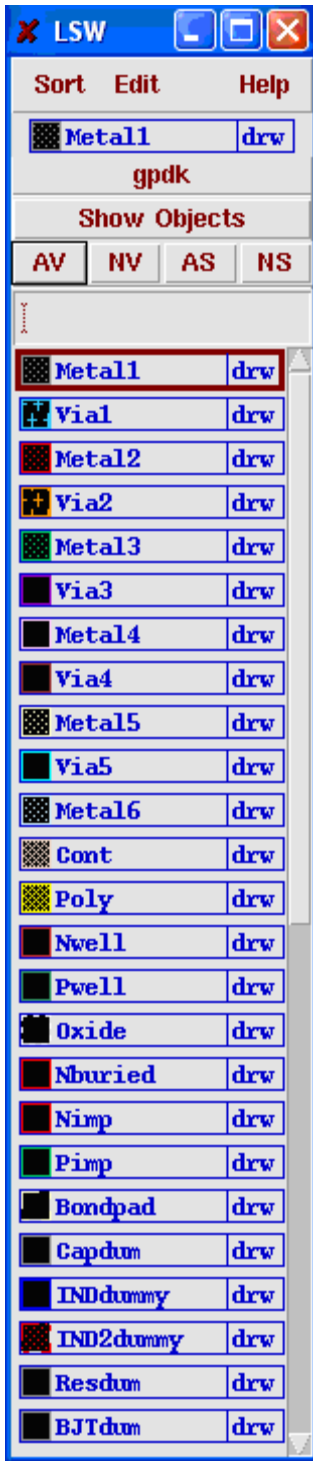 LSW
Sort Edit Help
Metal1 drw
gpdk
Show Objects
AV NV AS NS
Metal1 drw
Via1 drw
Metal2 drw
Via2 drw
Metal3 drw
Via3 drw
Metal4 drw
Via4 drw
Metal5 drw
Via5 drw
Metal6 drw
Cont drw
Poly drw
Nwell drw
Pwell drw
Oxide drw
Nburied drw
Nimp drw
Pimp drw
Bondpad drw
Capdum drw
INDdummy drw
IND2dummy drw
Resdum drw
BJTdum drw